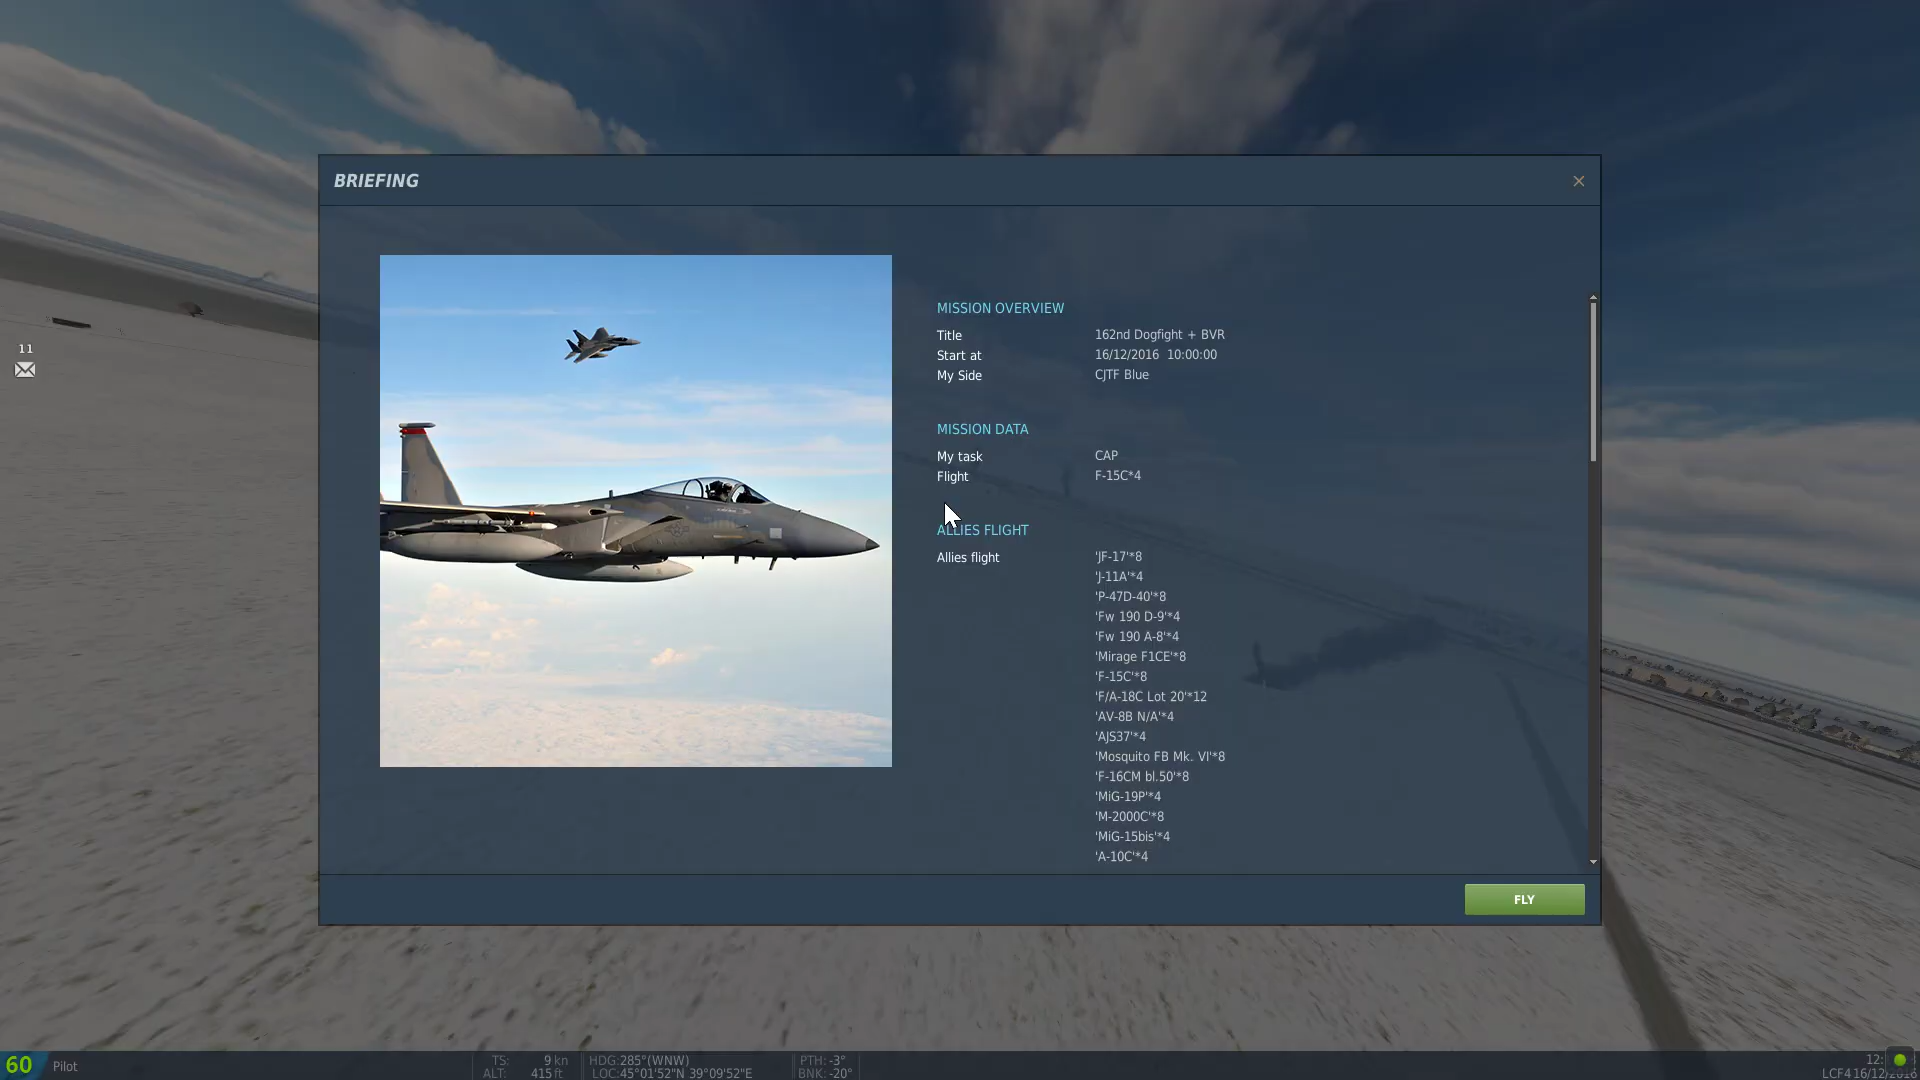 BRIEFING
11
MISSION OVERVIEW
Title 162nd Dogfight + BVR
Start at 16/12/2016 10:00:00
My Side CJTF Blue
MISSION DATA
My task CAP
Flight F-15C*4
ALLIES FLIGHT
Allies flight 'JF-17'*8
'J-11A'*4
'P-47D-40'*8
'Fw 190 D-9'*4
'Fw 190 A-8'*4
'Mirage F1CE'*8
'F-15C'*8
'F/A-18C Lot 20'*12
'AV-8B N/A'*4
'AJS37'*4
'Mosquito FB Mk. VI'*8
'F-16CM bl.50'*8
'MiG-19P'*4
'M-2000C'*8
'MiG-15bis'*4
'A-10C'*4
FLY
60 Pilot
TS: 9 kn HDG: 285°(WNW) PTH: -3° 12:
ALT: 415 ft LOC: 45°01'52"N 39°09'52"E BNK: -20° LCF4 16/12/2016